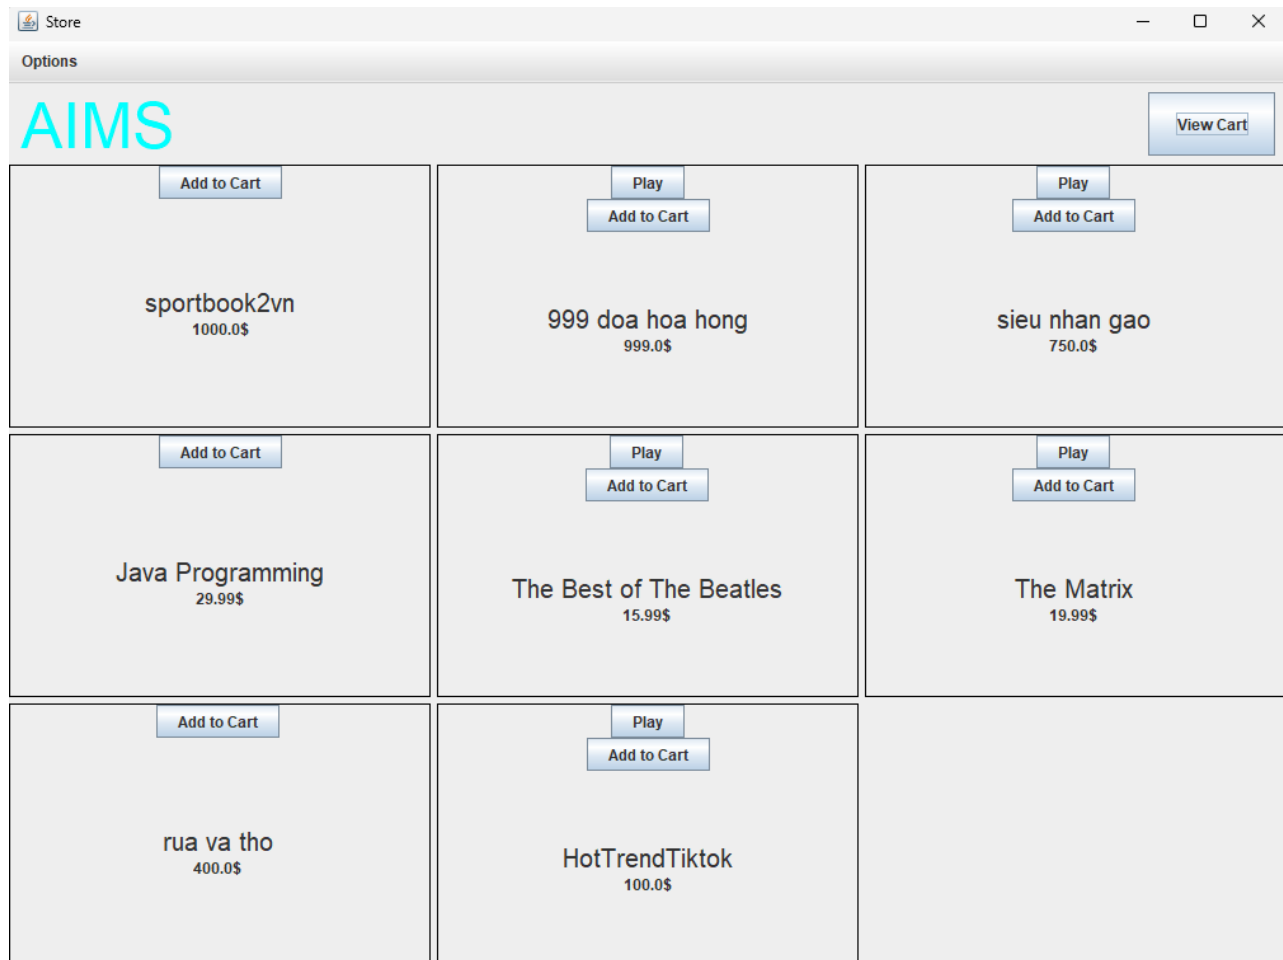 Store
Options
AIMS
View Cart
Add to Cart
sportbook2vn
1000.0$
Play
Add to Cart
999 doa hoa hong
999.0$
Play
Add to Cart
sieu nhan gao
750.0$
Add to Cart
Java Programming
29.99$
Play
Add to Cart
The Best of The Beatles
15.99$
Play
Add to Cart
The Matrix
19.99$
Add to Cart
rua va tho
400.0$
Play
Add to Cart
HotTrendTiktok
100.0$